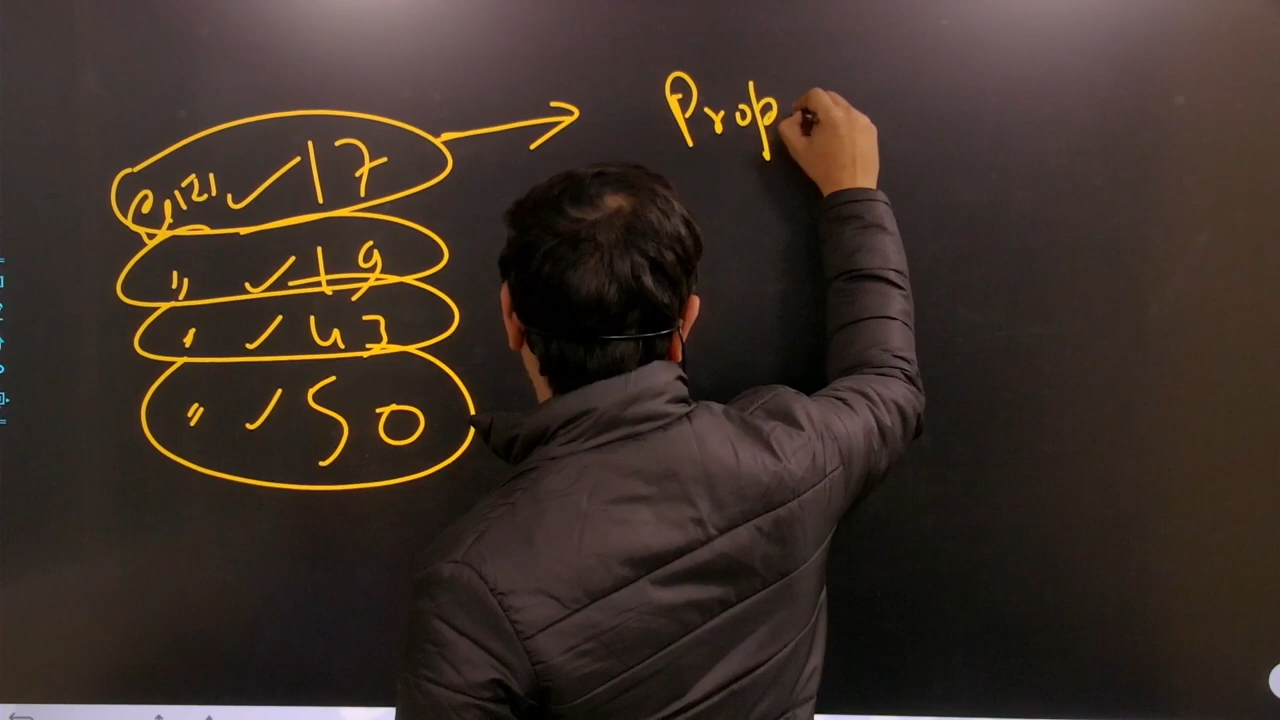 ✓ 17
Prop
" ✓ 19
" ✓ 43
" ✓ 50